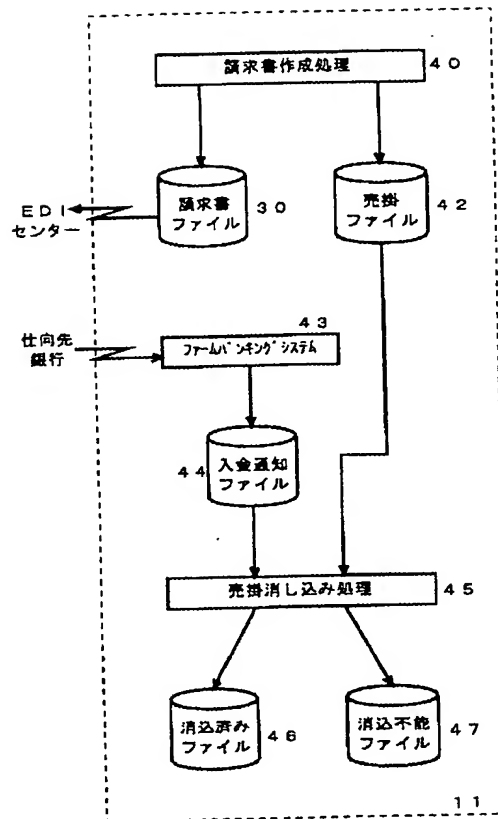 請求書作成処理
４０
請求書
ファイル
３０
売掛
ファイル
４２
ＥＤＩ
センター
４３
仕向先
銀行
ﾌｧｰﾑﾊﾞﾝｷﾝｸﾞｼｽﾃﾑ
４４
入金通知
ファイル
売掛消し込み処理
４５
消込済み
ファイル
４６
消込不能
ファイル
４７
１１